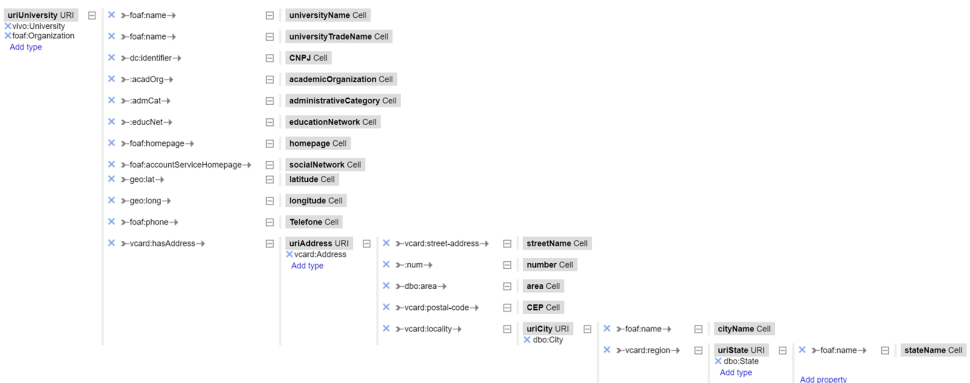 uriUniversity URI
vivo:University
foaf:Organization
Add type
foaf:name
universityName Cell
foaf:name
universityTradeName Cell
dc:identifier
CNPJ Cell
:acadOrg
academicOrganization Cell
:admCat
administrativeCategory Cell
:educNet
educationNetwork Cell
foaf:homepage
homepage Cell
foaf:accountServiceHomepage
socialNetwork Cell
geo:lat
latitude Cell
geo:long
longitude Cell
foaf:phone
Telefone Cell
vcard:hasAddress
uriAddress URI
vcard:Address
Add type
vcard:street-address
streetName Cell
:num
number Cell
dbo:area
area Cell
vcard:postal-code
CEP Cell
vcard:locality
uriCity URI
dbo:City
foaf:name
cityName Cell
vcard:region
uriState URI
dbo:State
Add type
foaf:name
stateName Cell
Add property